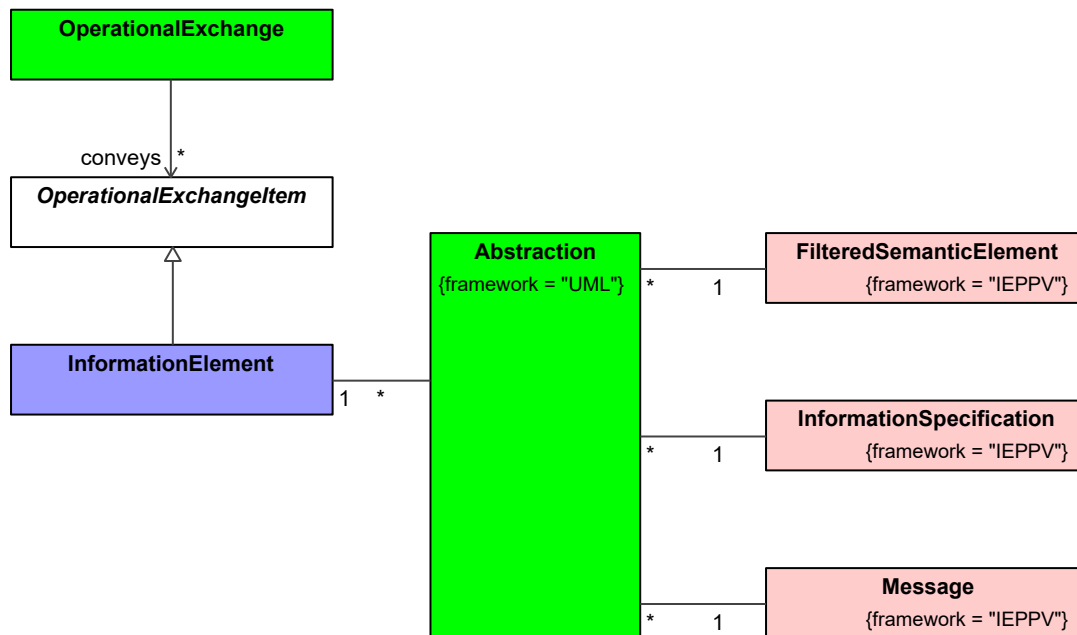 OperationalExchange
conveys *
OperationalExchangeItem
InformationElement
1 *
Abstraction
{framework = "UML"}
* 1
FilteredSemanticElement
{framework = "IEPPV"}
* 1
InformationSpecification
{framework = "IEPPV"}
* 1
Message
{framework = "IEPPV"}